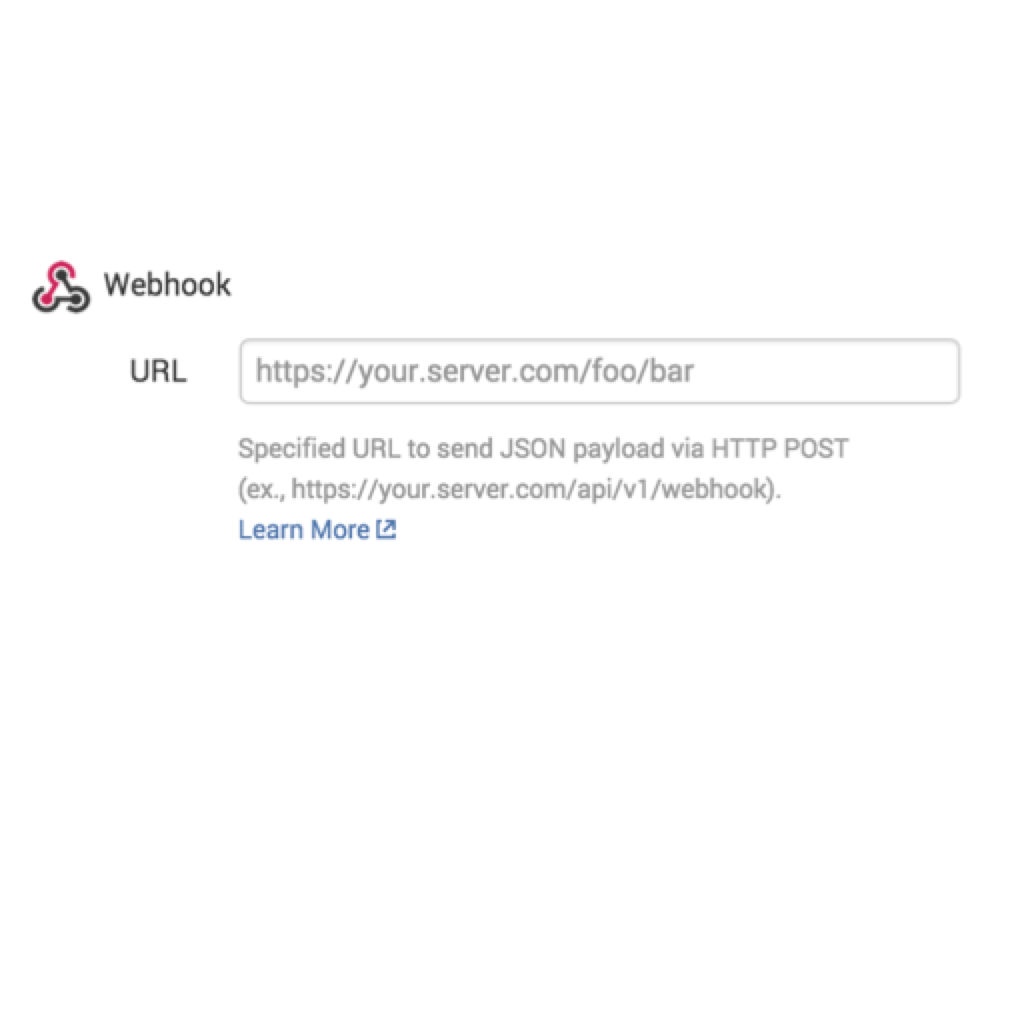 Webhook
URL
https://your.server.com/foo/bar
Specified URL to send JSON payload via HTTP POST
(ex., https://your.server.com/api/v1/webhook).
Learn More